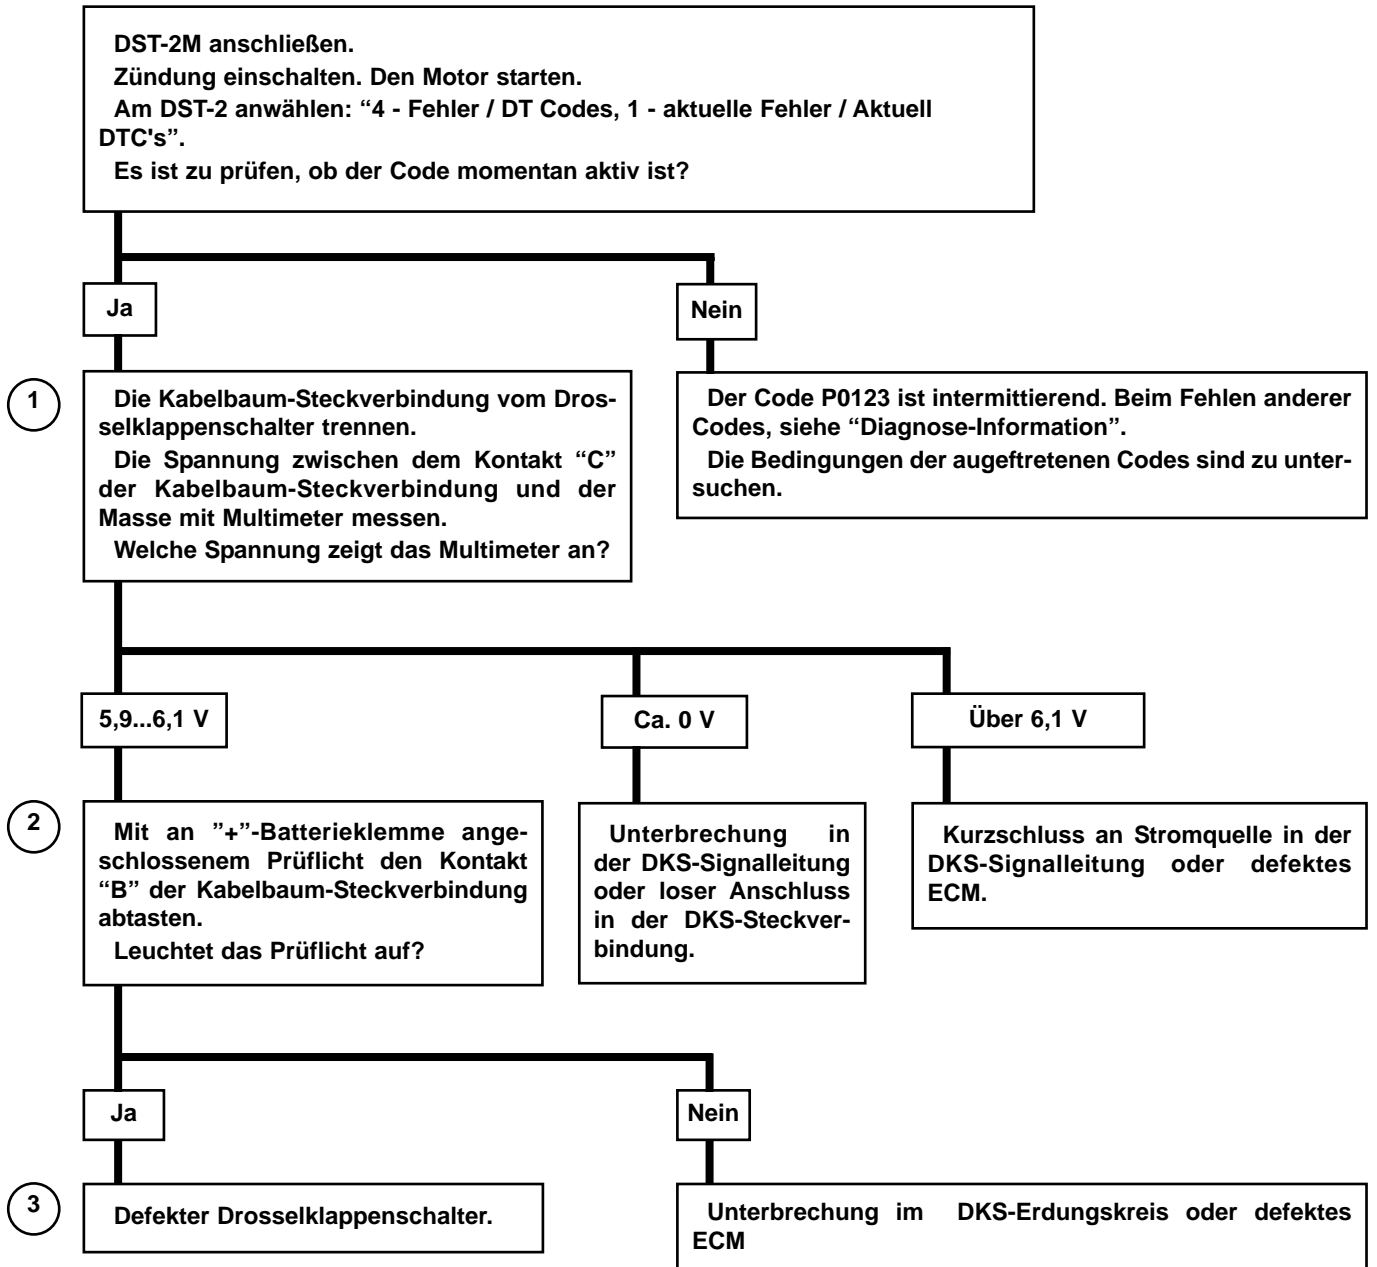 DST-2M anschließen.
Zündung einschalten. Den Motor starten.
Am DST-2 anwählen: “4 - Fehler / DT Codes, 1 - aktuelle Fehler / Aktuell
DTC's”.
Es ist zu prüfen, ob der Code momentan aktiv ist?
Ja
Nein
1
Die Kabelbaum-Steckverbindung vom Dros-
selklappenschalter trennen.
Die Spannung zwischen dem Kontakt “C”
der Kabelbaum-Steckverbindung und der
Masse mit Multimeter messen.
Welche Spannung zeigt das Multimeter an?
Der Code P0123 ist intermittierend. Beim Fehlen anderer
Codes, siehe “Diagnose-Information”.
Die Bedingungen der augeftretenen Codes sind zu unter-
suchen.
5,9...6,1 V
Ca. 0 V
Über 6,1 V
2
Mit an ”+”-Batterieklemme ange-
schlossenem Prüflicht den Kontakt
“B” der Kabelbaum-Steckverbindung
abtasten.
Leuchtet das Prüflicht auf?
Unterbrechung in
der DKS-Signalleitung
oder loser Anschluss
in der DKS-Steckver-
bindung.
Kurzschluss an Stromquelle in der
DKS-Signalleitung oder defektes
ECM.
Ja
Nein
3
Defekter Drosselklappenschalter.
Unterbrechung im DKS-Erdungskreis oder defektes
ECM